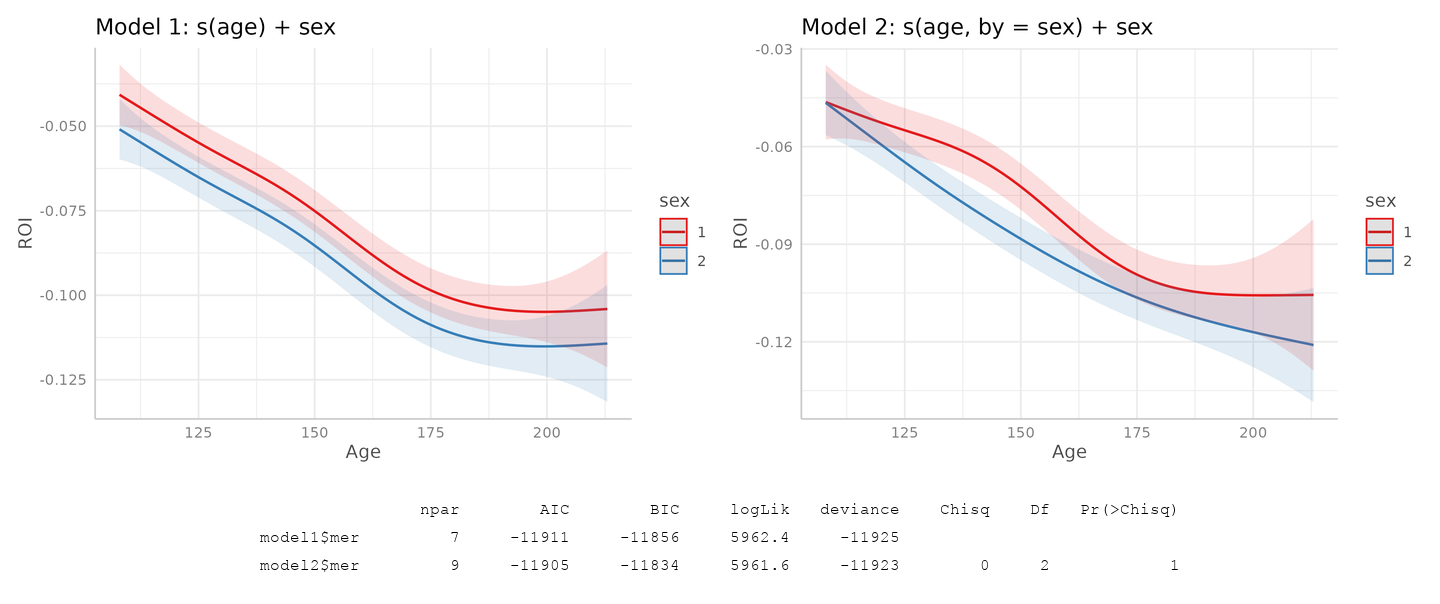 Model 1: s(age) + sex
-0.050
-0.075
-0.100
-0.125
ROI
125 150 175 200
Age
sex
1
2
Model 2: s(age, by = sex) + sex
-0.03
-0.06
-0.09
-0.12
ROI
125 150 175 200
Age
sex
1
2
npar AIC BIC logLik deviance Chisq Df Pr(>Chisq)
model1$mer 7 -11911 -11856 5962.4 -11925
model2$mer 9 -11905 -11834 5961.6 -11923 0 2 1